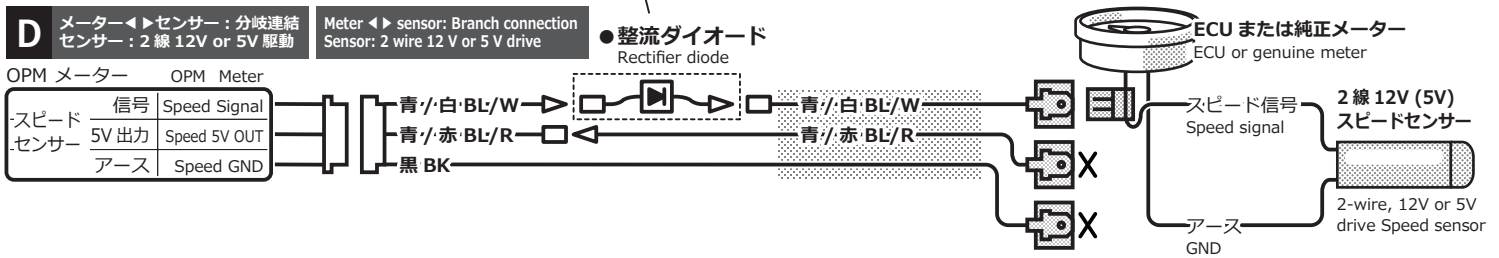 D
メーター◀ ▶センサー：分岐連結
センサー：2 線 12V or 5V 駆動
Meter ◀ ▶ sensor: Branch connection
Sensor: 2 wire 12 V or 5 V drive
●整流ダイオード
Rectifier diode
ECU または純正メーター
ECU or genuine meter
OPM メーター OPM Meter
スピード
センサー
信号 Speed Signal
5V 出力 Speed 5V OUT
アース Speed GND
青 / 白 BL/W
青 / 赤 BL/R
黒 BK
青 / 白 BL/W
青 / 赤 BL/R
X
X
スピード信号
Speed signal
アース
GND
2 線 12V (5V)
スピードセンサー
2-wire, 12V or 5V
drive Speed sensor